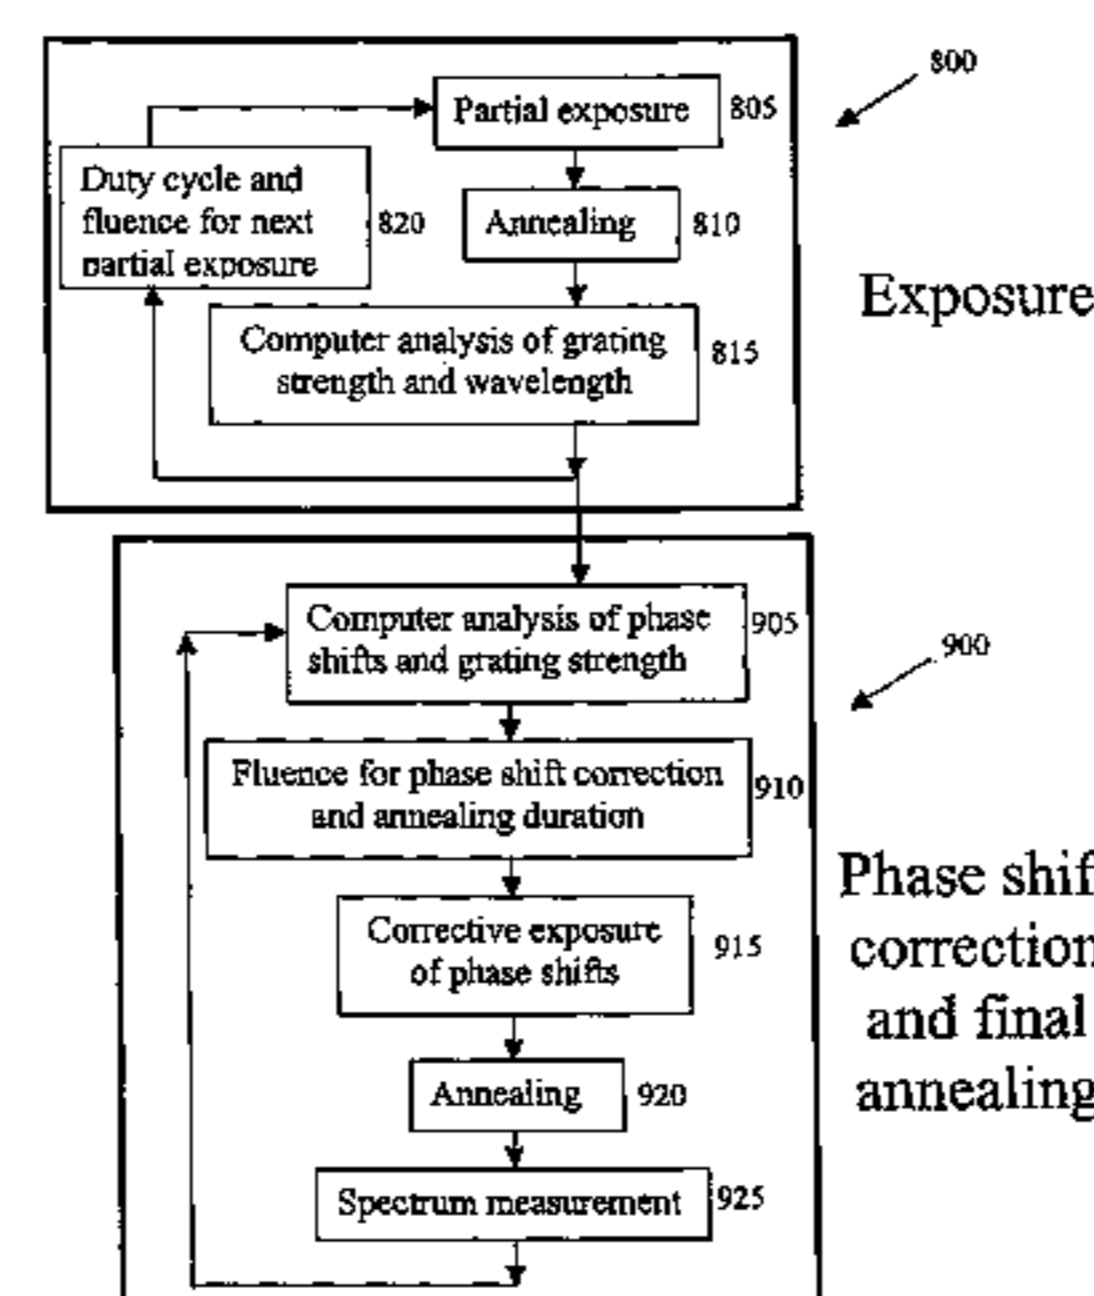 800
Partial exposure 805
Duty cycle and
fluence for next
partial exposure
820
Annealing 810
Exposure
Computer analysis of grating
strength and wavelength
815
Computer analysis of phase
shifts and grating strength
905
900
Fluence for phase shift correction
and annealing duration
910
Phase shif
correction
and final
annealing
Corrective exposure
of phase shifts
915
Annealing 920
Spectrum measurement 925